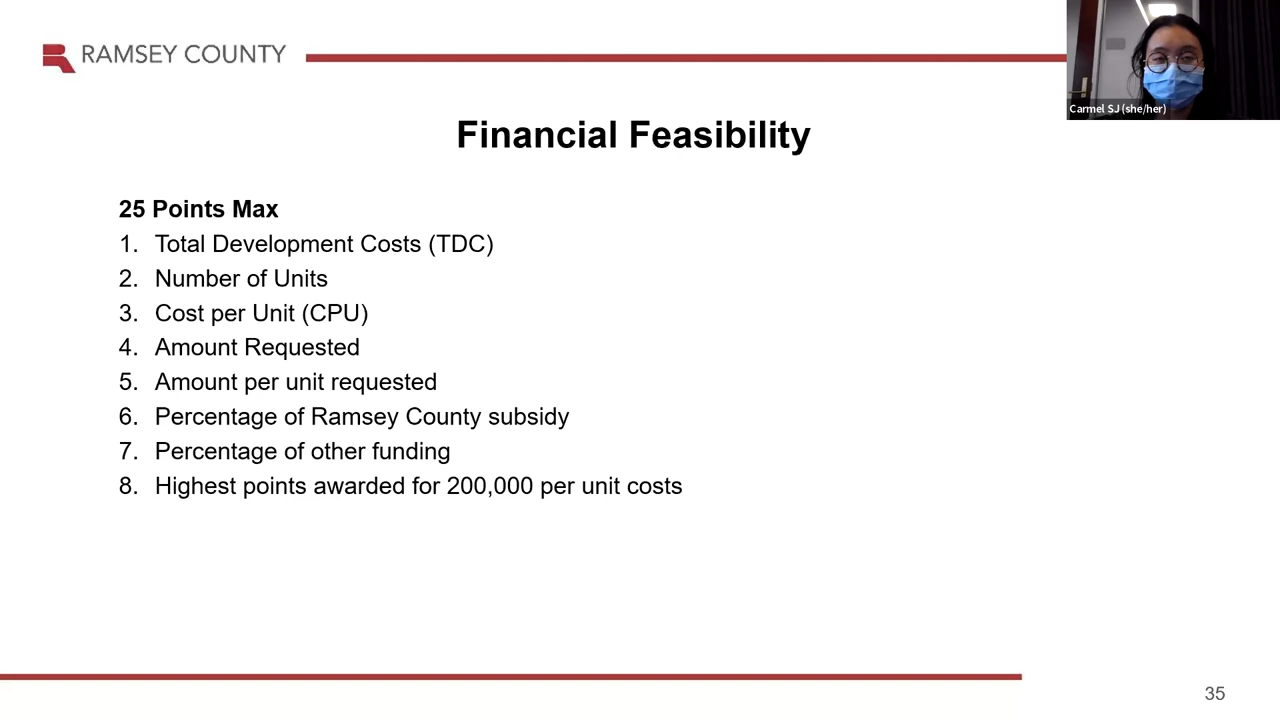 RAMSEY COUNTY
Carmel SJ (she/her)
Financial Feasibility
25 Points Max
1. Total Development Costs (TDC)
2. Number of Units
3. Cost per Unit (CPU)
4. Amount Requested
5. Amount per unit requested
6. Percentage of Ramsey County subsidy
7. Percentage of other funding
8. Highest points awarded for 200,000 per unit costs
35